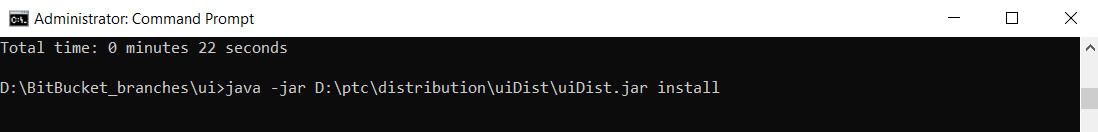 Administrator: Command Prompt
Total time: 0 minutes 22 seconds
D:\BitBucket_branches\ui>java -jar D:\ptc\distribution\uiDist\uiDist.jar install